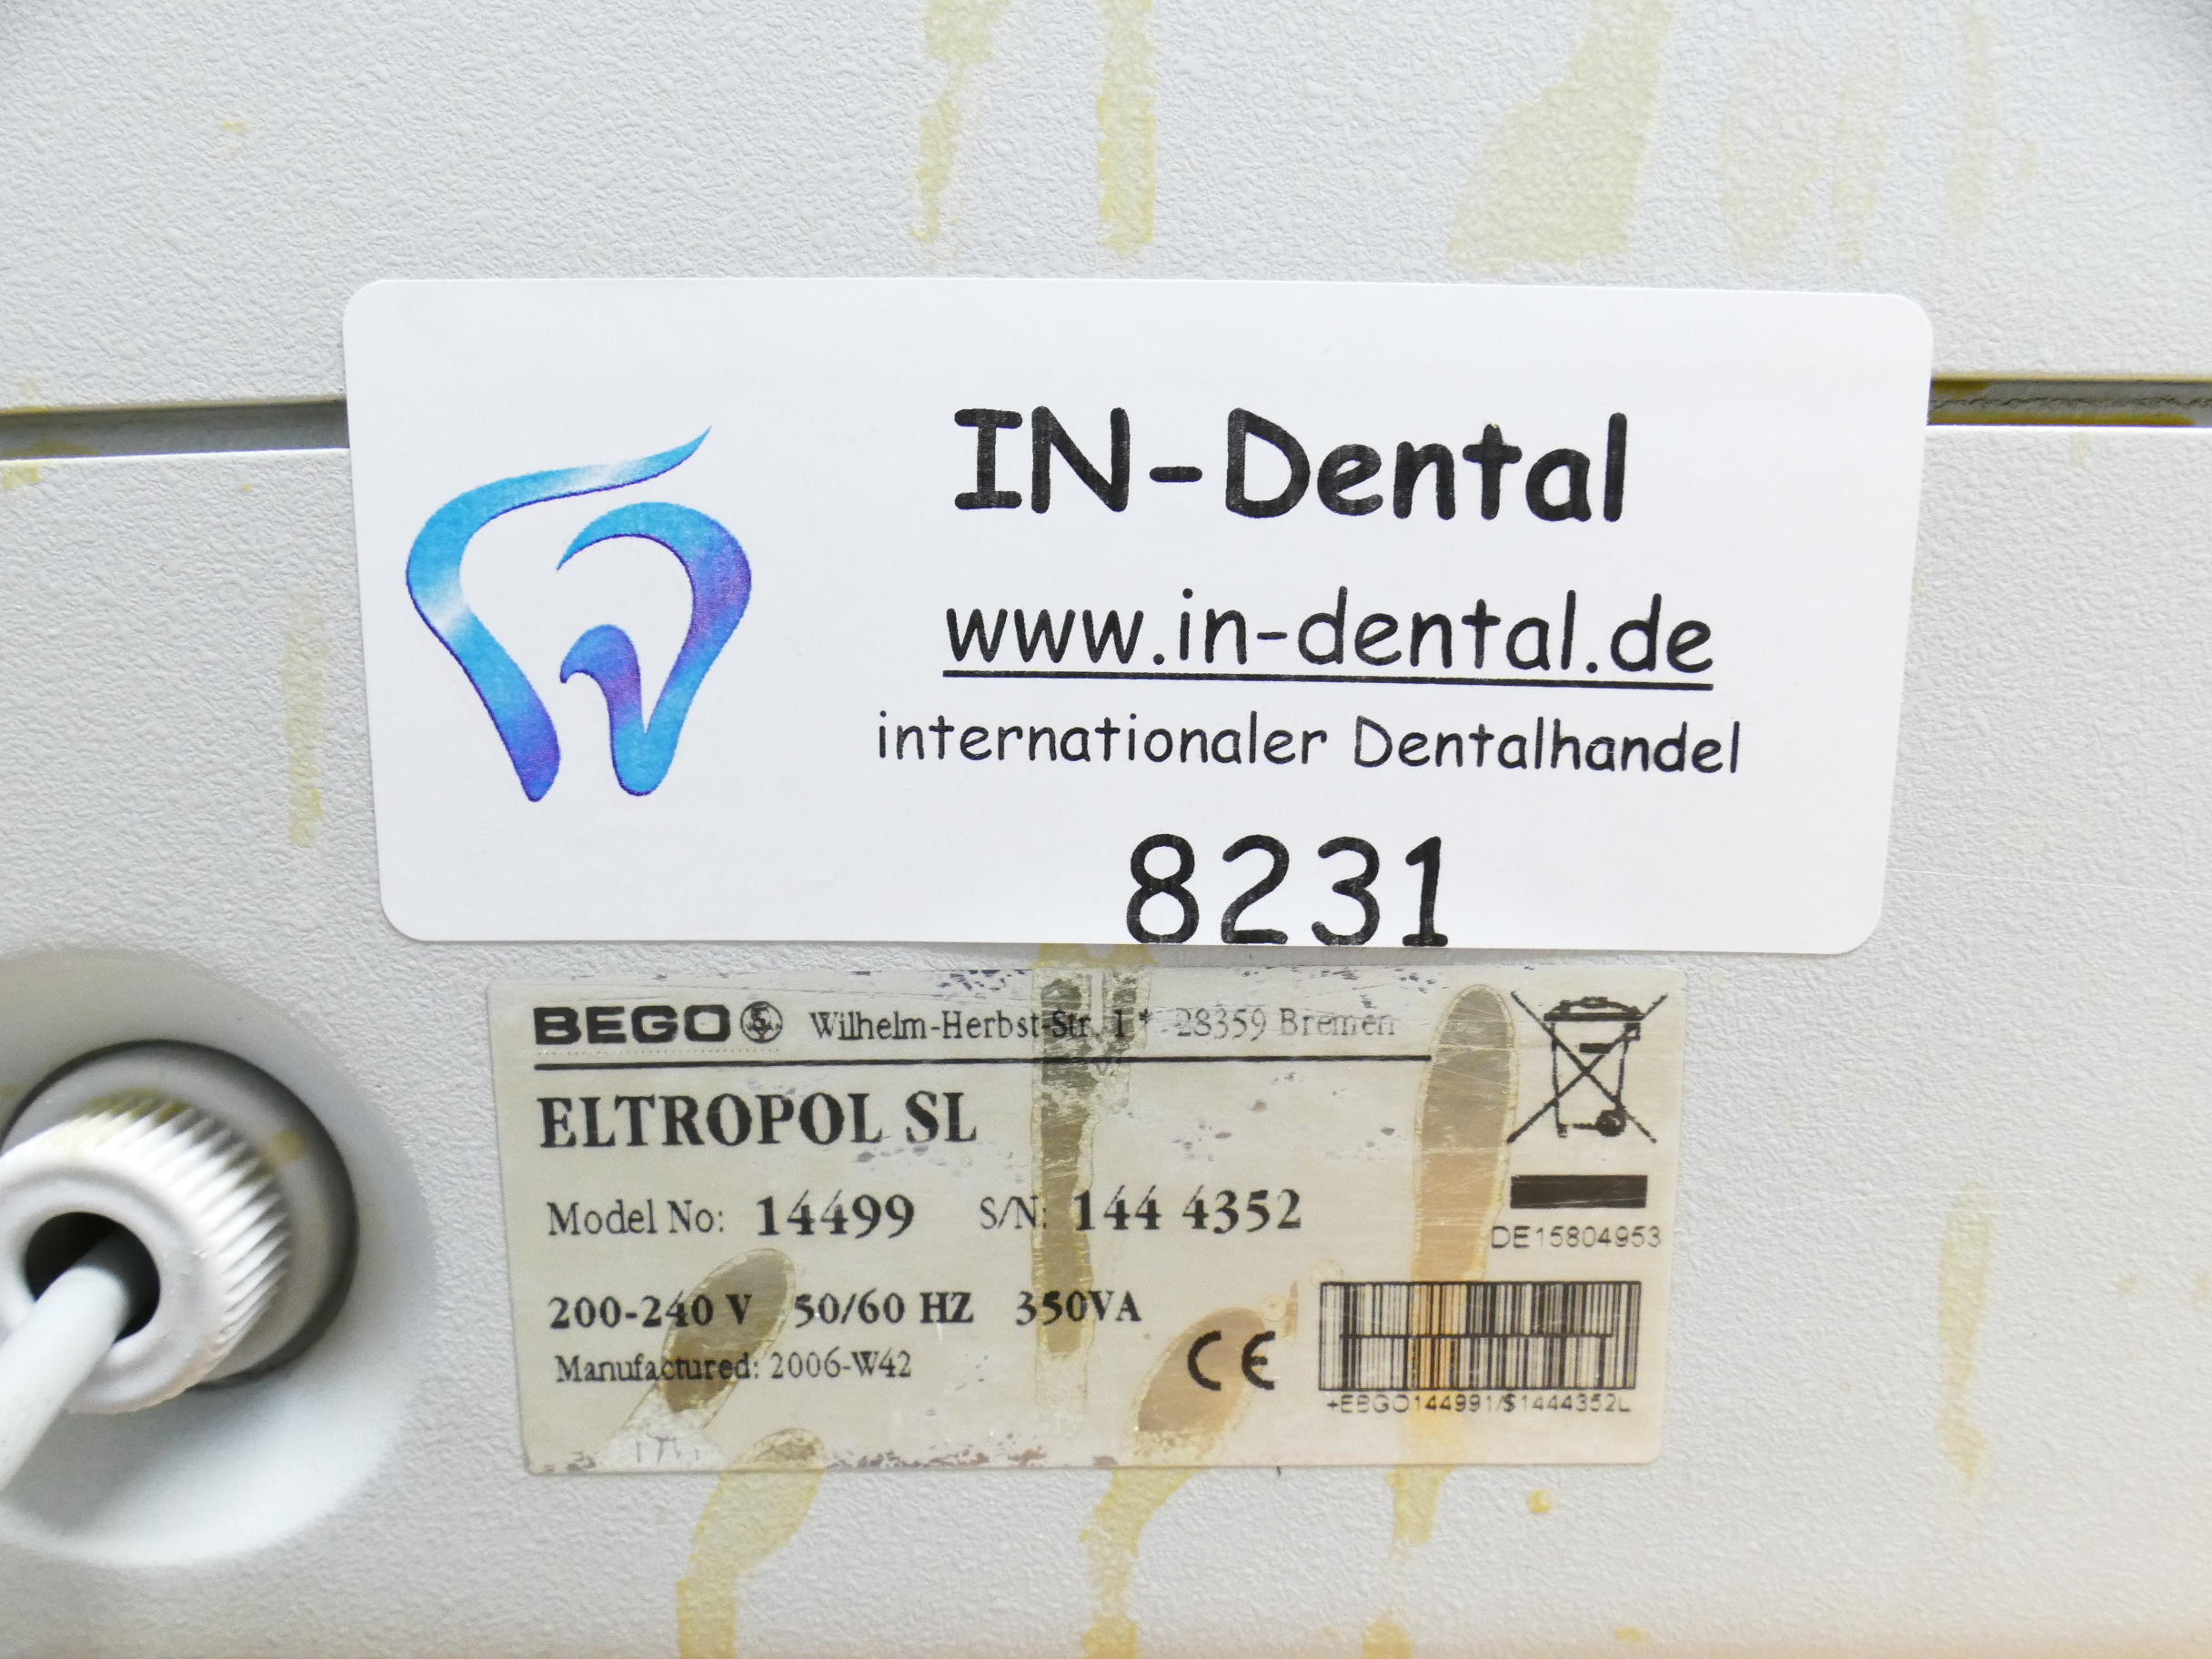 IN-Dental
www.in-dental.de
internationaler Dentalhandel
8231
BEGO Wilhelm-Herbst-Str. 1 * 28359 Bremen
ELTROPOL SL
Model No: 14499 S/N: 144 4352
DE15804953
200-240 V 50/60 HZ 350VA
Manufactured: 2006-W42
CE
+EBGO144991/$1444352L